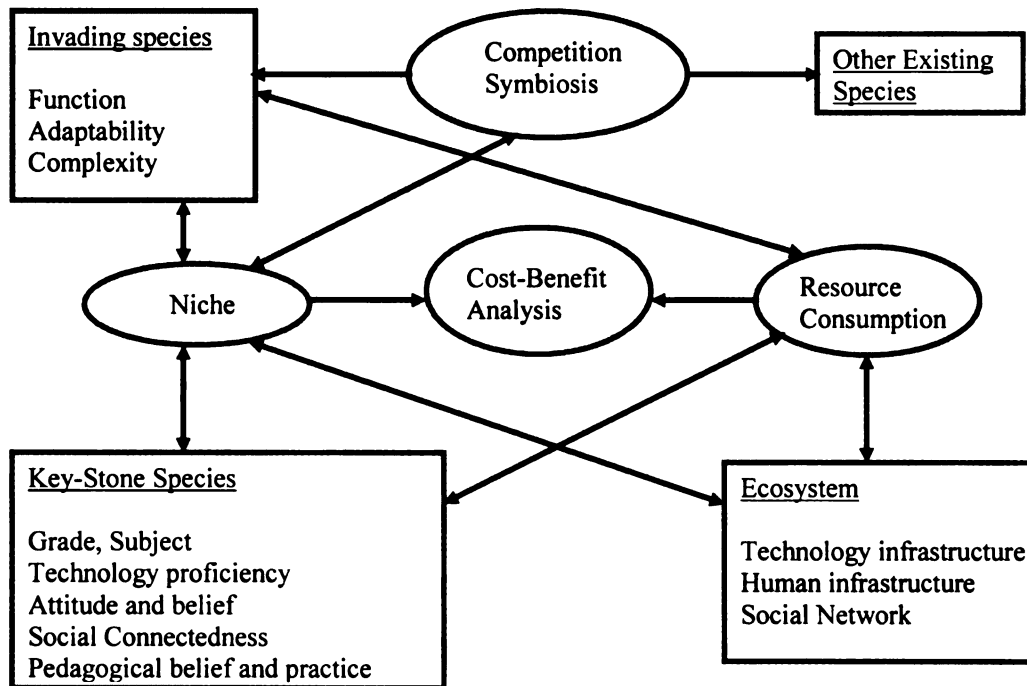 Invading species
Function
Adaptability
Complexity
Competition
Symbiosis
Other Existing
Species
Niche
Cost-Benefit
Analysis
Resource
Consumption
Key-Stone Species
Grade, Subject
Technology proficiency
Attitude and belief
Social Connectedness
Pedagogical belief and practice
Ecosystem
Technology infrastructure
Human infrastructure
Social Network